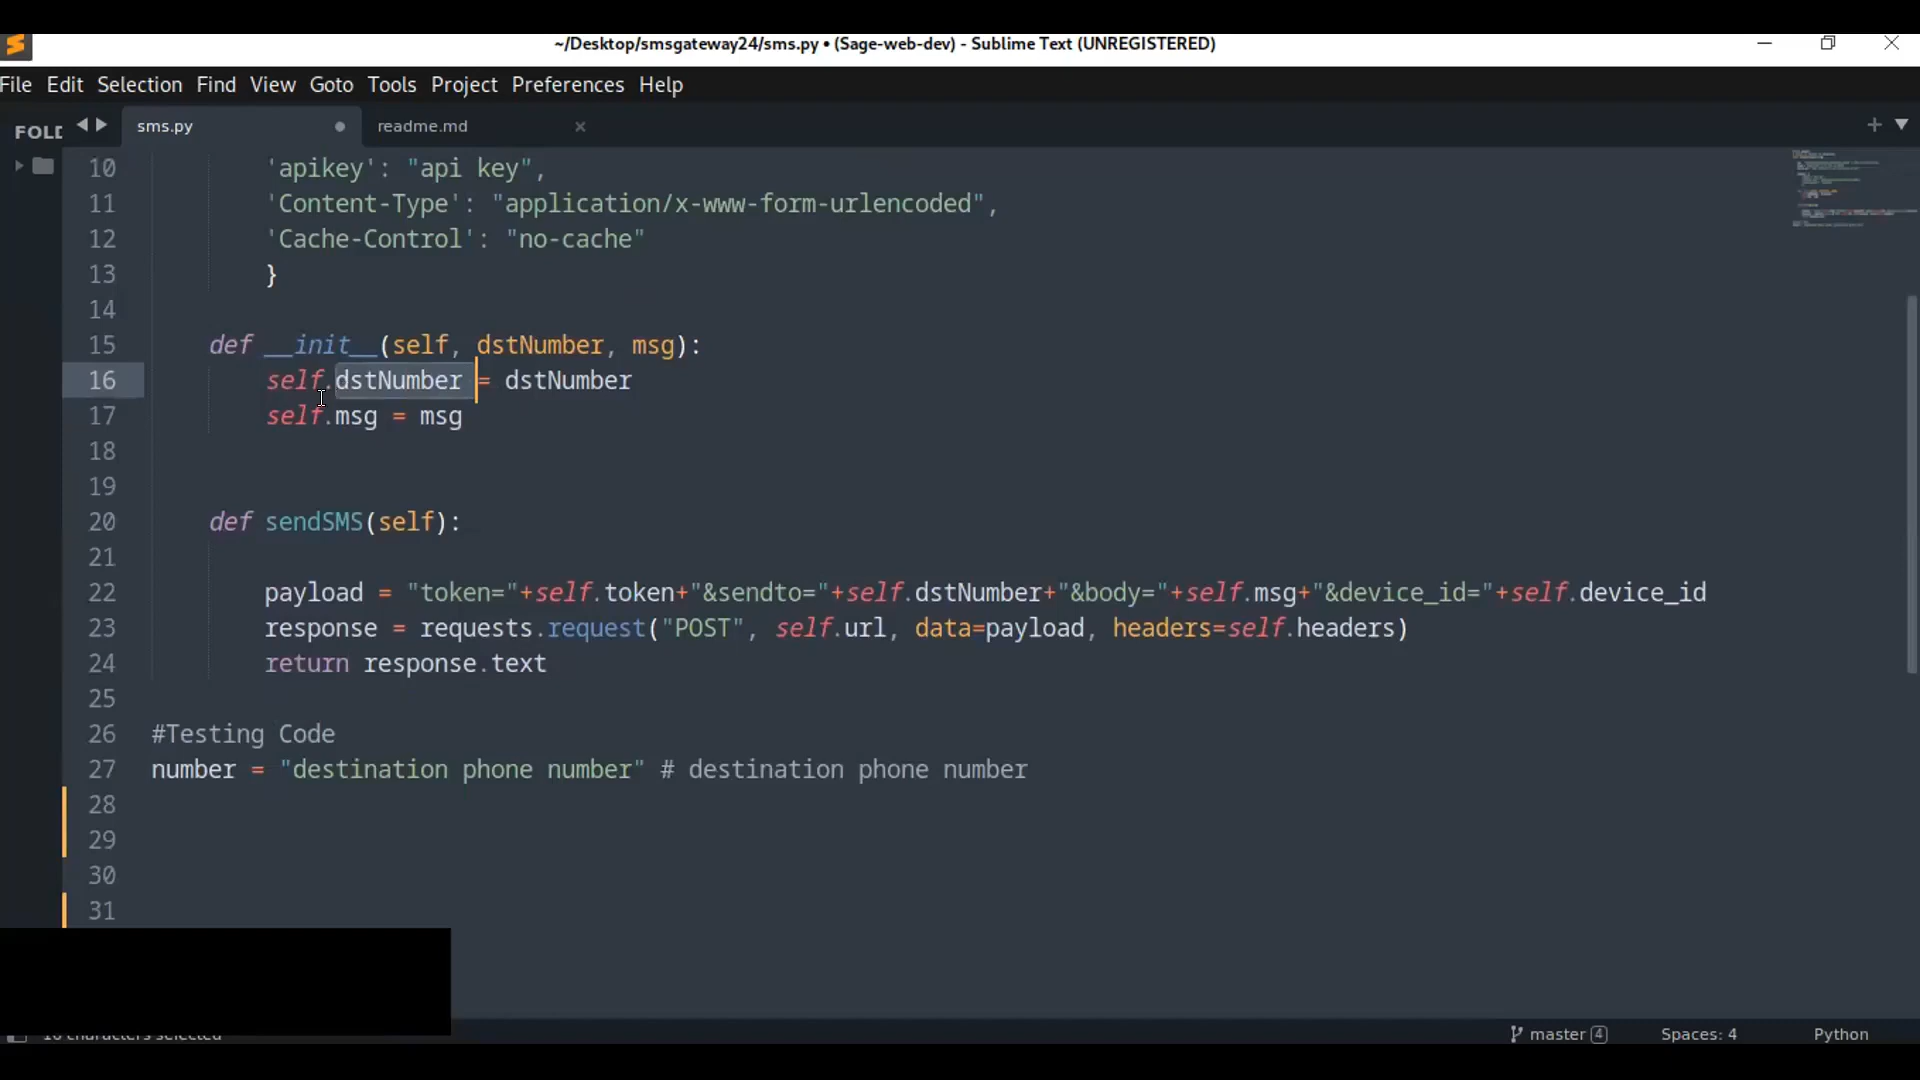 ~/Desktop/smsgateway24/sms.py • (Sage-web-dev) - Sublime Text (UNREGISTERED)
File Edit Selection Find View Goto Tools Project Preferences Help
FOLD
sms.py
readme.md
10 'apikey': "api key",
11 'Content-Type': "application/x-www-form-urlencoded",
12 'Cache-Control': "no-cache"
13 }
14
15 def __init__(self, dstNumber, msg):
16 self.dstNumber = dstNumber
17 self.msg = msg
18
19
20 def sendSMS(self):
21
22 payload = "token="+self.token+"&sendto="+self.dstNumber+"&body="+self.msg+"&device_id="+self.device_id
23 response = requests.request("POST", self.url, data=payload, headers=self.headers)
24 return response.text
25
26 #Testing Code
27 number = "destination phone number" # destination phone number
28
29
30
31
characters selected
master 4 Spaces: 4 Python